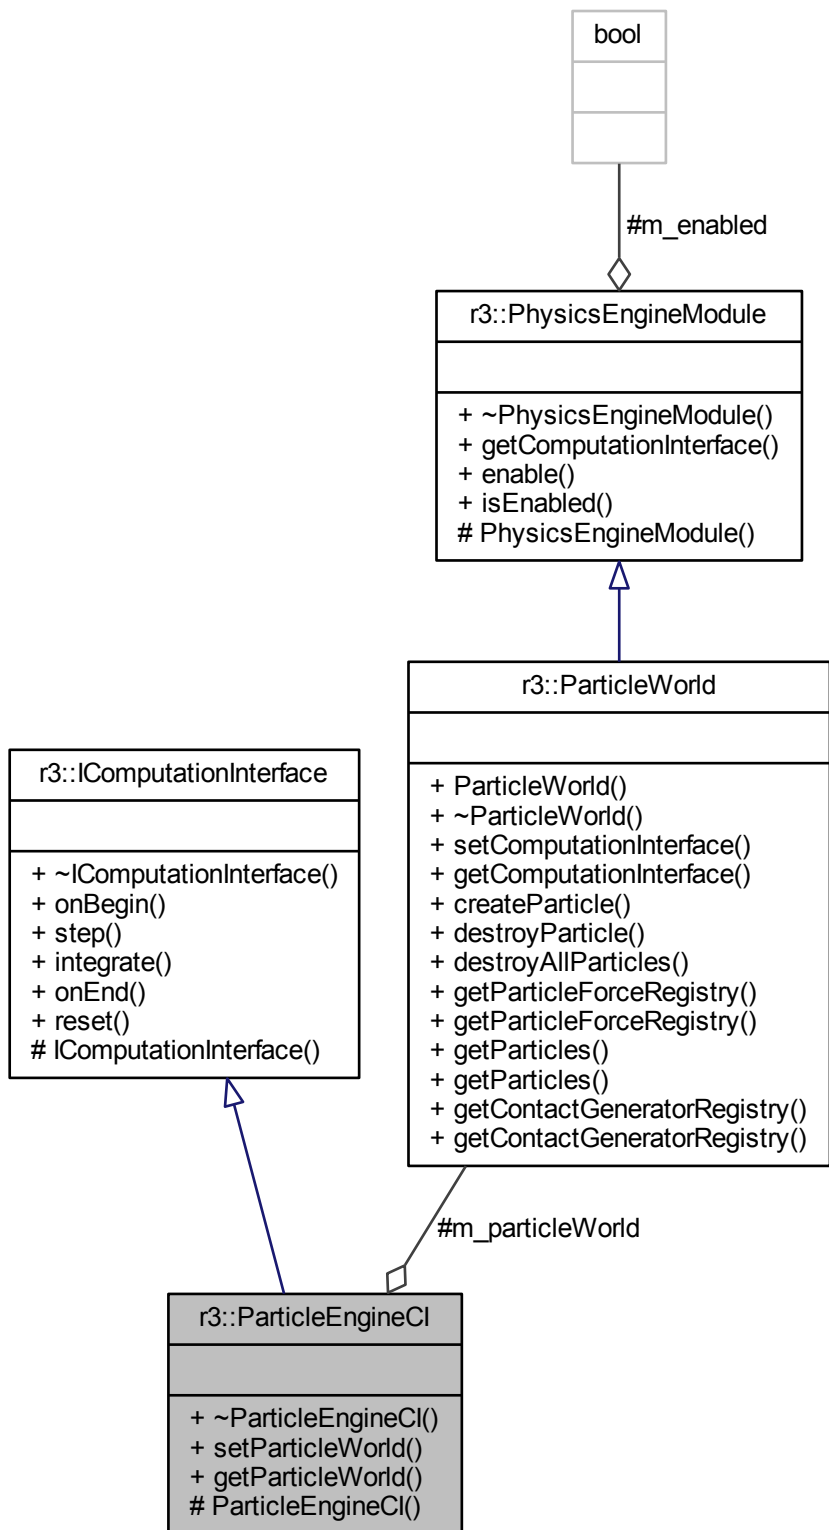 bool
#m_enabled
r3::PhysicsEngineModule
+ ~PhysicsEngineModule()
+ getComputationInterface()
+ enable()
+ isEnabled()
# PhysicsEngineModule()
r3::ParticleWorld
+ ParticleWorld()
+ ~ParticleWorld()
+ setComputationInterface()
+ getComputationInterface()
+ createParticle()
+ destroyParticle()
+ destroyAllParticles()
+ getParticleForceRegistry()
+ getParticleForceRegistry()
+ getParticles()
+ getParticles()
+ getContactGeneratorRegistry()
+ getContactGeneratorRegistry()
r3::IComputationInterface
+ ~IComputationInterface()
+ onBegin()
+ step()
+ integrate()
+ onEnd()
+ reset()
# IComputationInterface()
#m_particleWorld
r3::ParticleEngineCI
+ ~ParticleEngineCI()
+ setParticleWorld()
+ getParticleWorld()
# ParticleEngineCI()